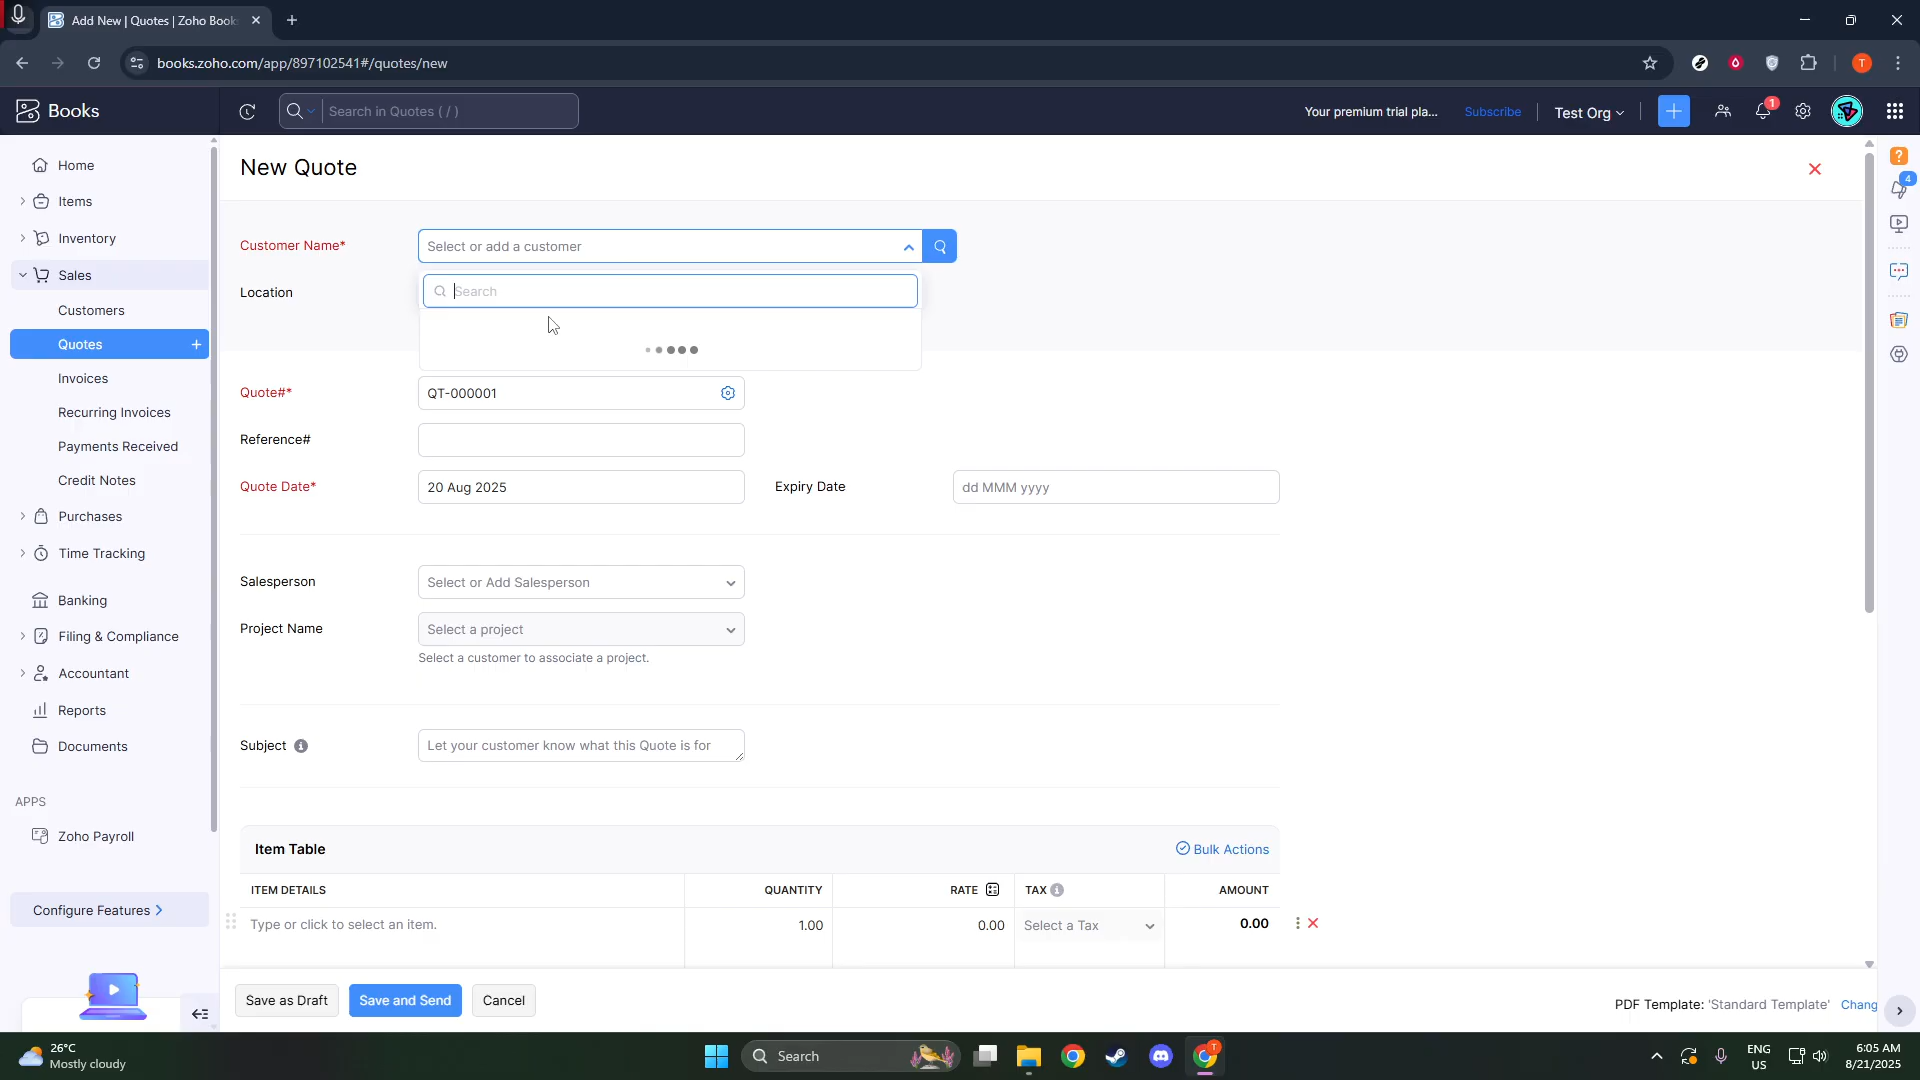 Add New | Quotes | Zoho Book
books.zoho.com/app/897102541#/quotes/new
T
Books
Search in Quotes ( / )
Your premium trial pla...
Subscribe
Test Org
1
Home
Items
Inventory
Sales
Customers
Quotes
Invoices
Recurring Invoices
Payments Received
Credit Notes
Purchases
Time Tracking
Banking
Filing & Compliance
Accountant
Reports
Documents
APPS
Zoho Payroll
Configure Features
New Quote
4
Customer Name*
Select or add a customer
Search
Location
Quote#*
QT-000001
Reference#
Quote Date*
20 Aug 2025
Expiry Date
dd MMM yyyy
Salesperson
Select or Add Salesperson
Project Name
Select a project
Select a customer to associate a project.
Subject
Let your customer know what this Quote is for
Item Table
Bulk Actions
ITEM DETAILS
QUANTITY
RATE
TAX
AMOUNT
Type or click to select an item.
1.00
0.00
Select a Tax
0.00
Save as Draft
Save and Send
Cancel
PDF Template: 'Standard Template' Chang
26°C
Mostly cloudy
Search
T
ENG
US
6:05 AM
8/21/2025